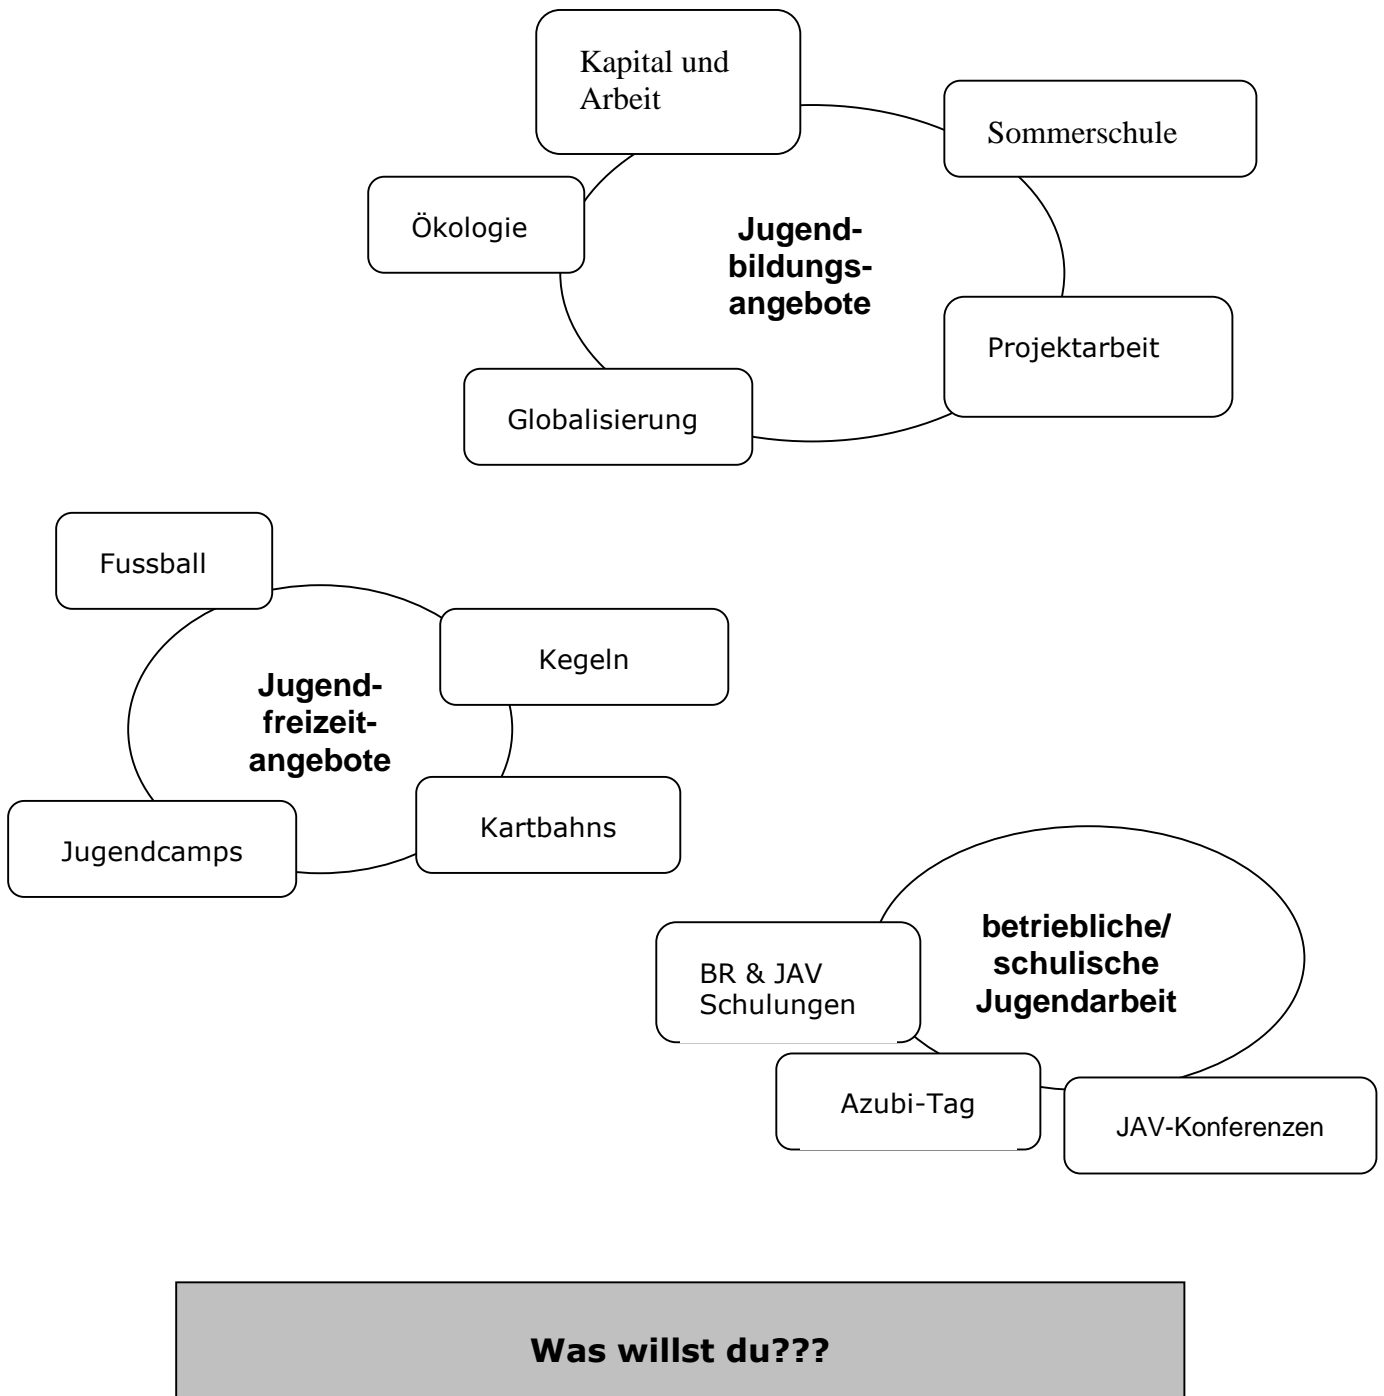 Kapital und
Arbeit
Sommerschule
Ökologie
Jugend-
bildungs-
angebote
Projektarbeit
Globalisierung
Fussball
Kegeln
Jugend-
freizeit-
angebote
Kartbahns
Jugendcamps
betriebliche/
schulische
Jugendarbeit
BR & JAV
Schulungen
Azubi-Tag
JAV-Konferenzen
Was willst du???